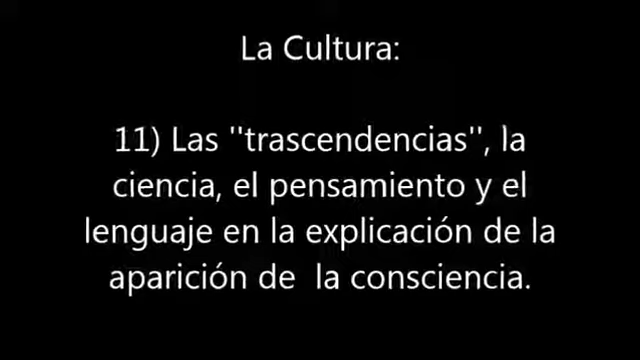 La Cultura:
11) Las ''trascendencias'', la
ciencia, el pensamiento y el
lenguaje en la explicación de la
aparición de  la consciencia.